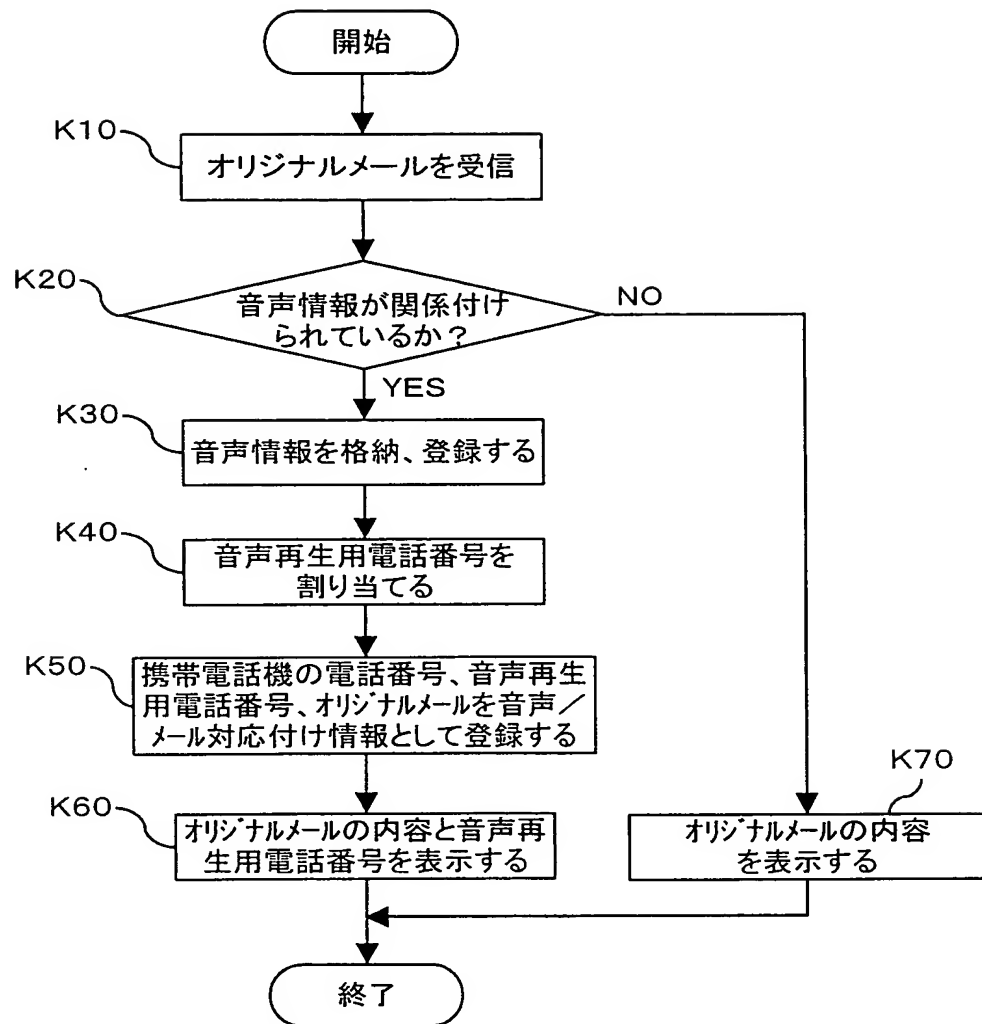 開始
K10
オリジナルメールを受信
K20
音声情報が関係付け
られているか?
NO
YES
K30
音声情報を格納、登録する
K40
音声再生用電話番号を
割り当てる
K50
携帯電話機の電話番号、音声再生
用電話番号、オリジナルメールを音声/
メール対応付け情報として登録する
K60
オリジナルメールの内容と音声再
生用電話番号を表示する
K70
オリジナルメールの内容
を表示する
終了